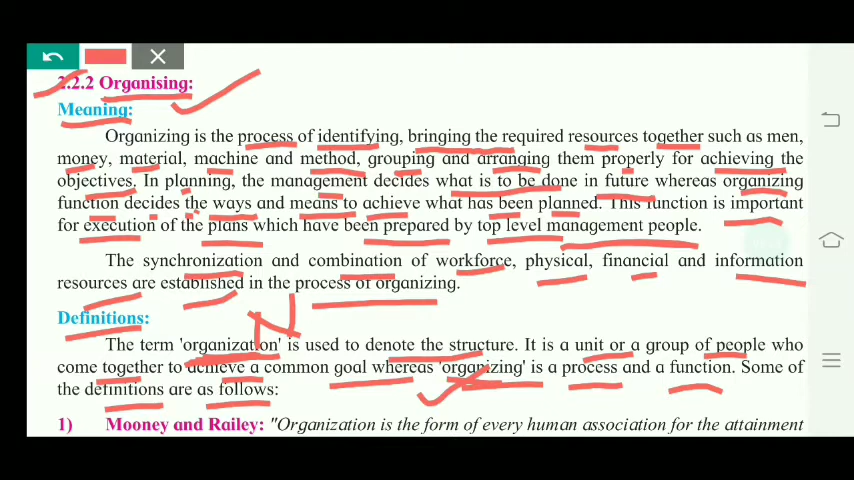 2.2.2 Organising:
Meaning:
Organizing is the process of identifying, bringing the required resources together such as men,
money, material, machine and method, grouping and arranging them properly for achieving the
objectives. In planning, the management decides what is to be done in future whereas organizing
function decides the ways and means to achieve what has been planned. This function is important
for execution of the plans which have been prepared by top level management people.
The synchronization and combination of workforce, physical, financial and information
resources are established in the process of organizing.
Definitions:
The term 'organization' is used to denote the structure. It is a unit or a group of people who
come together to achieve a common goal whereas 'organizing' is a process and a function. Some of
the definitions are as follows:
1) Mooney and Railey: "Organization is the form of every human association for the attainment